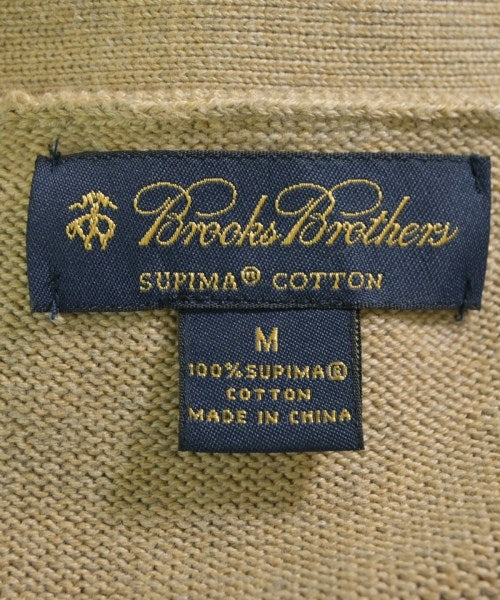 Brooks Brothers
SUPIMA® COTTON
M
100% SUPIMA®
COTTON
MADE IN CHINA